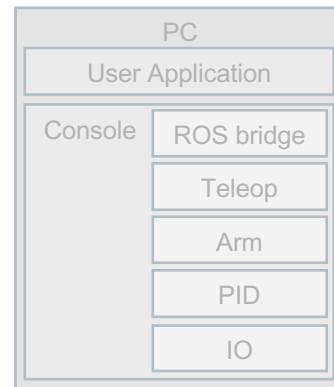 PC
User Application
Console
ROS bridge
Teleop
Arm
PID
IO